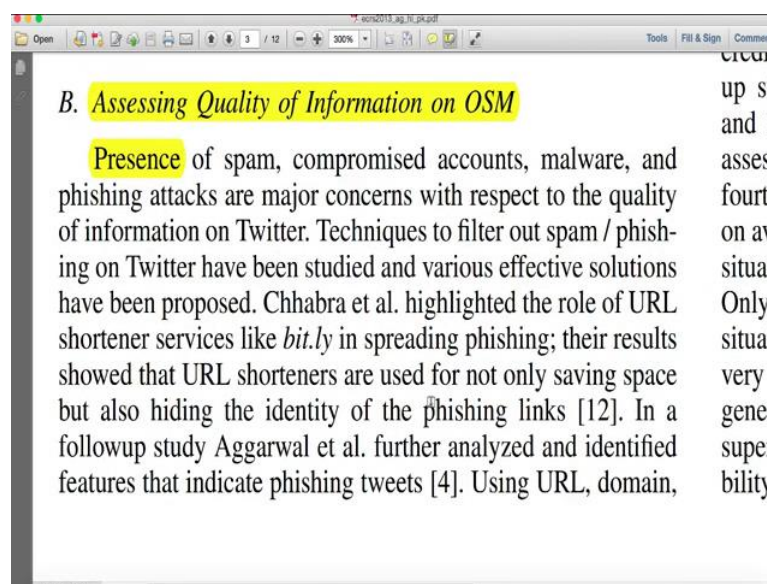 ecrs2013_ag_hi_pk.pdf
Open 3 / 12 300% Tools Fill & Sign Commen
B. Assessing Quality of Information on OSM
Presence of spam, compromised accounts, malware, and
phishing attacks are major concerns with respect to the quality
of information on Twitter. Techniques to filter out spam / phish-
ing on Twitter have been studied and various effective solutions
have been proposed. Chhabra et al. highlighted the role of URL
shortener services like bit.ly in spreading phishing; their results
showed that URL shorteners are used for not only saving space
but also hiding the identity of the phishing links [12]. In a
followup study Aggarwal et al. further analyzed and identified
features that indicate phishing tweets [4]. Using URL, domain,
up s
and
asses
fourt
on av
situa
Only
situa
very
gene
super
bility